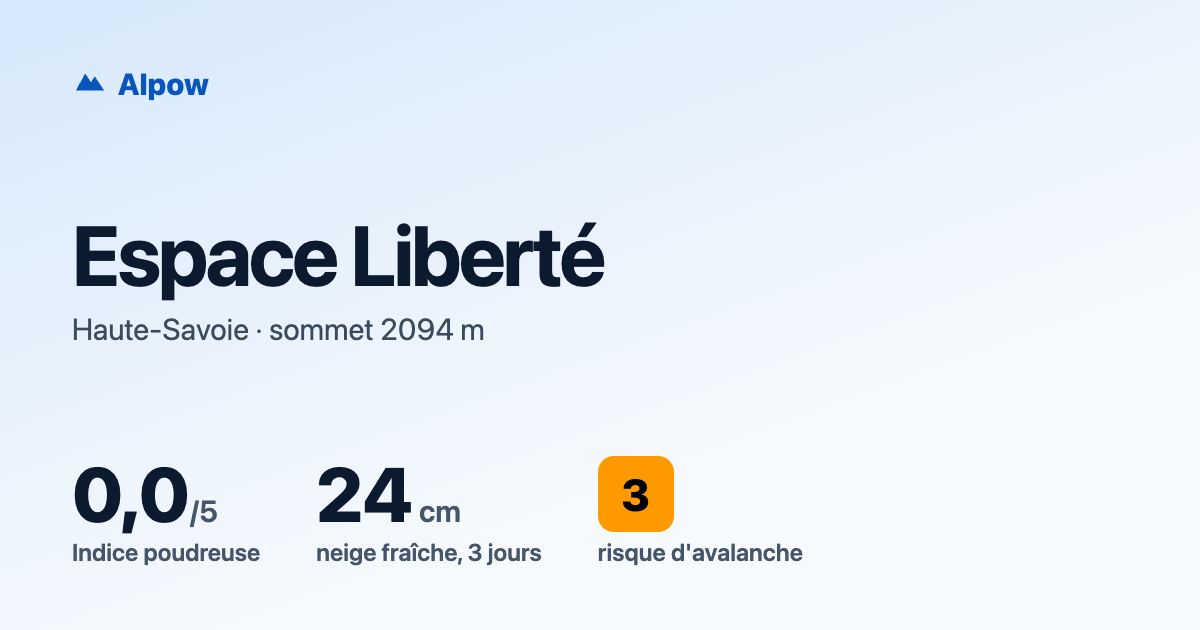 Alpow
Espace Liberté
Haute-Savoie · sommet 2094 m
0,0/5
Indice poudreuse
24 cm
neige fraîche, 3 jours
3
risque d'avalanche